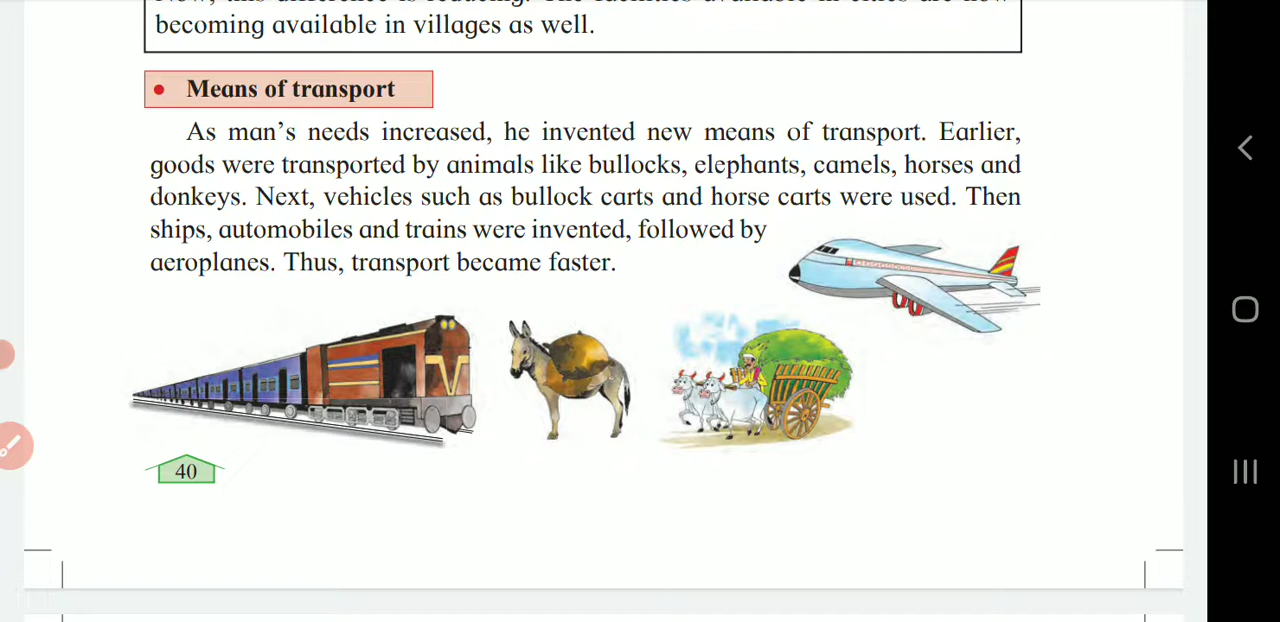 becoming available in villages as well.
• Means of transport
As man's needs increased, he invented new means of transport. Earlier,
goods were transported by animals like bullocks, elephants, camels, horses and
donkeys. Next, vehicles such as bullock carts and horse carts were used. Then
ships, automobiles and trains were invented, followed by
aeroplanes. Thus, transport became faster.
40